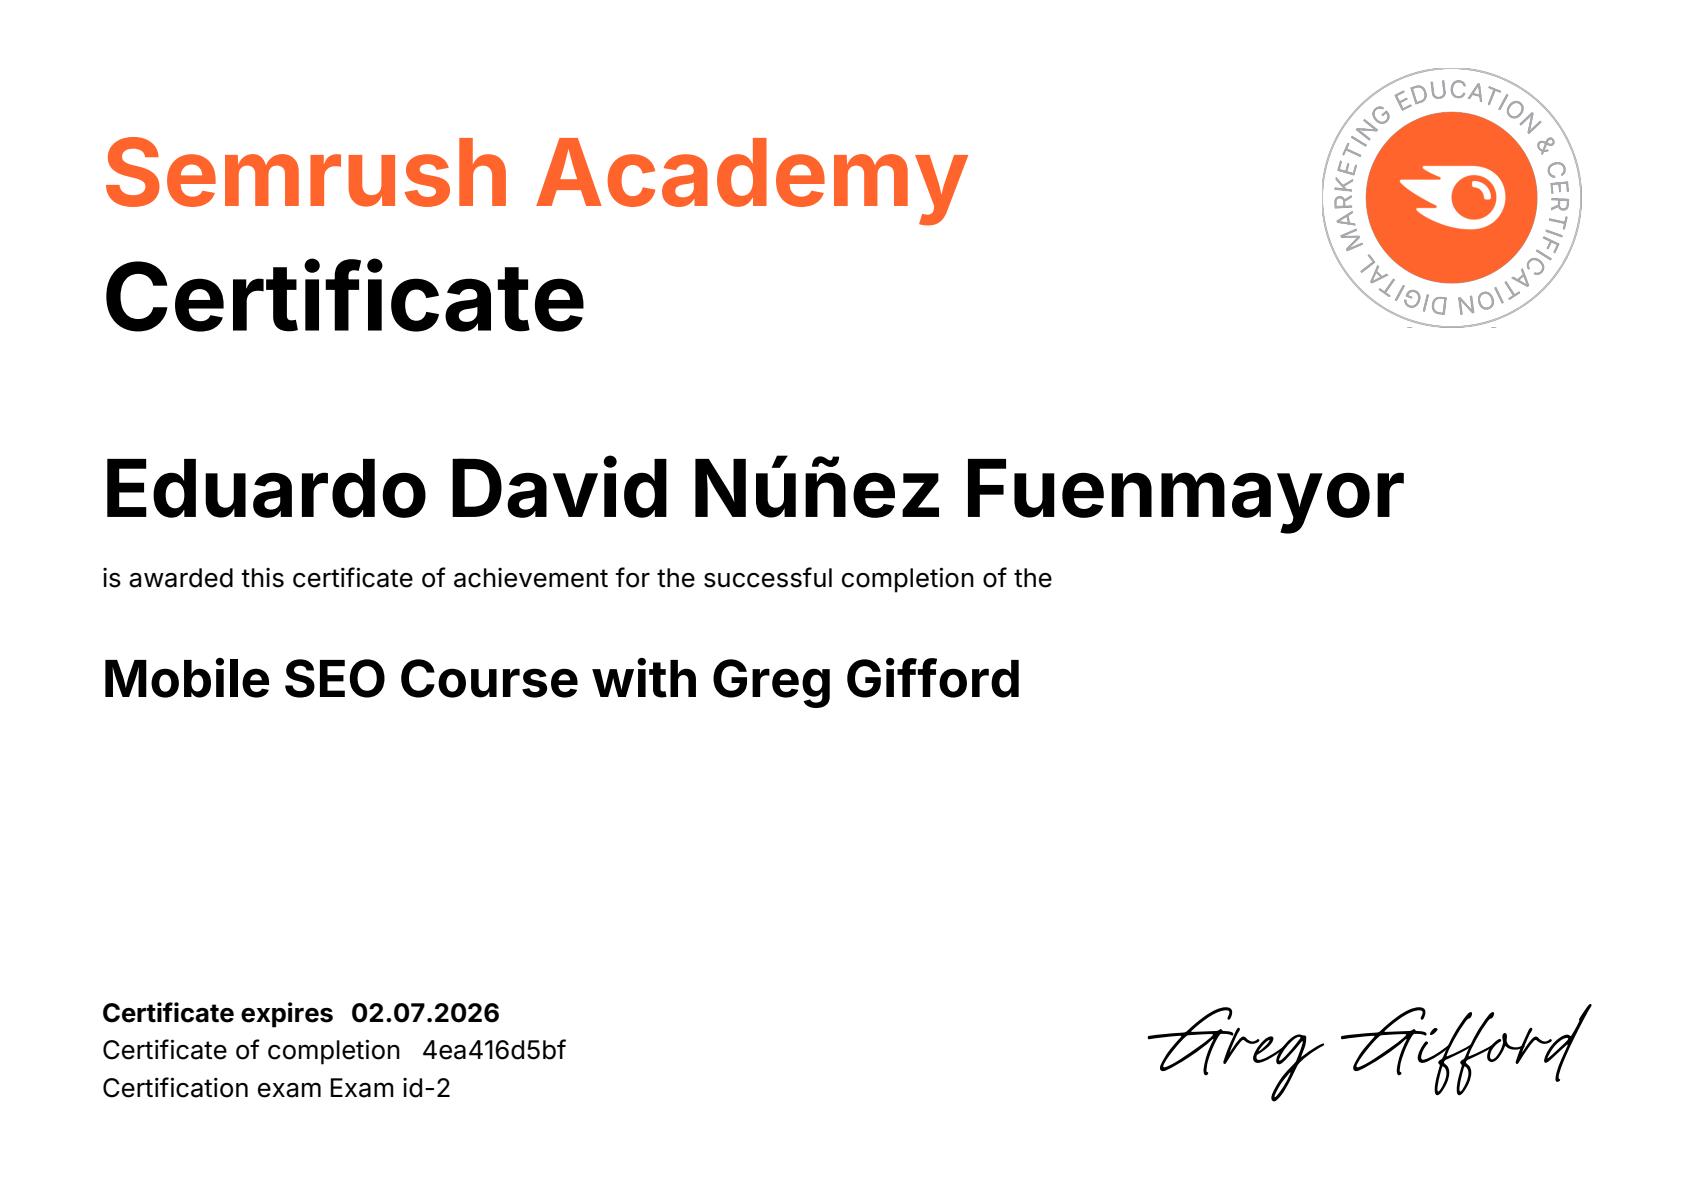 Semrush Academy
Certificate
DIGITAL MARKETING EDUCATION & CERTIFICATION
Eduardo David Núñez Fuenmayor
is awarded this certificate of achievement for the successful completion of the
Mobile SEO Course with Greg Gifford
Certificate expires 02.07.2026
Certificate of completion 4ea416d5bf
Certification exam Exam id-2
Greg Gifford